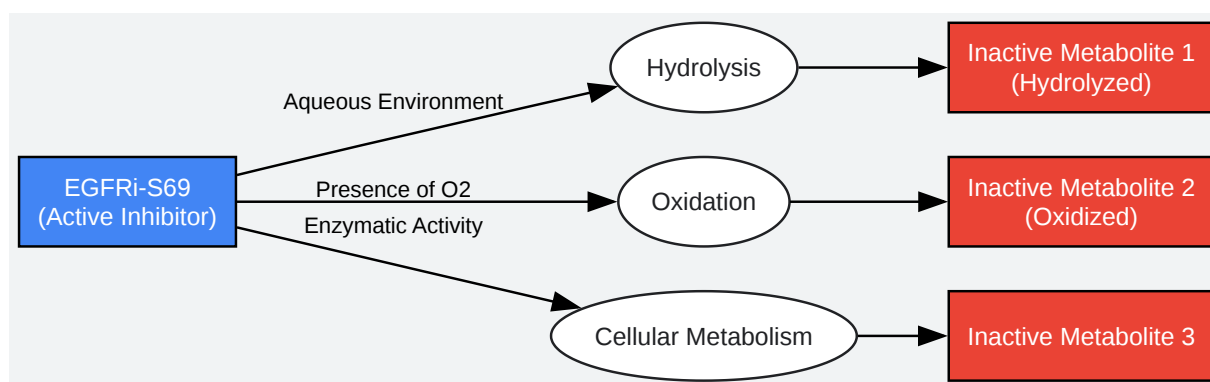 EGFRi-S69
(Active Inhibitor)
Aqueous Environment
Hydrolysis
Inactive Metabolite 1
(Hydrolyzed)
Presence of O2
Oxidation
Inactive Metabolite 2
(Oxidized)
Enzymatic Activity
Cellular Metabolism
Inactive Metabolite 3